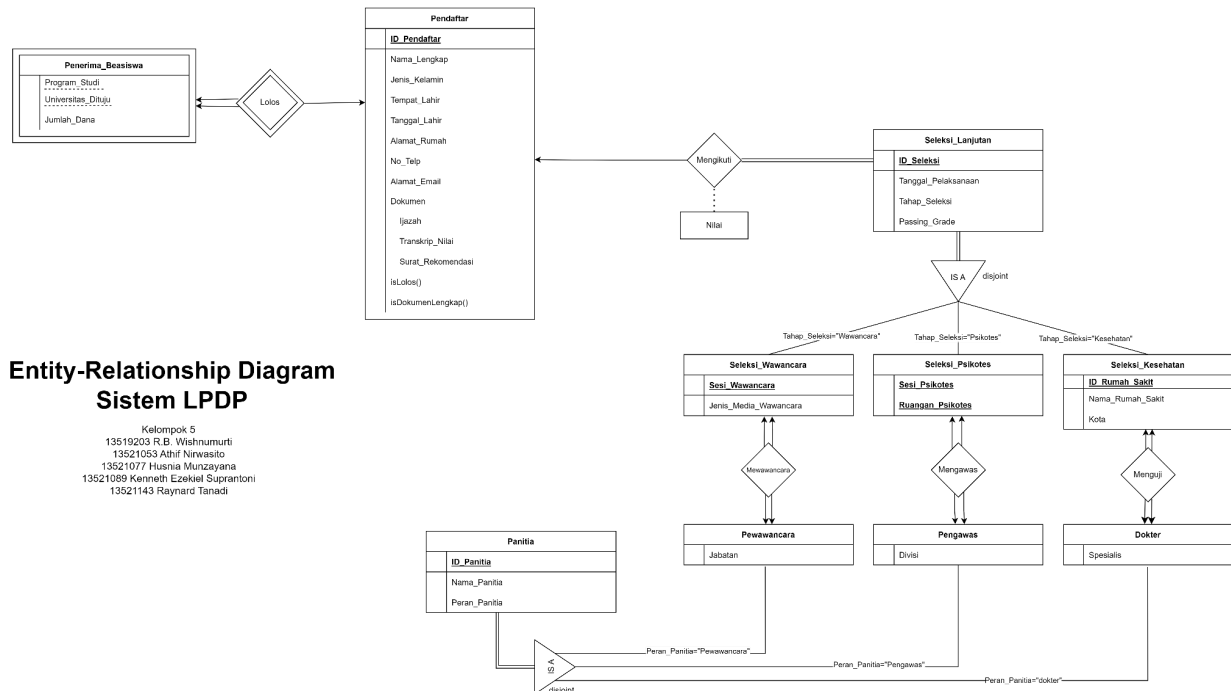 Pendaftar
ID_Pendaftar
Nama_Lengkap
Jenis_Kelamin
Tempat_Lahir
Tanggal_Lahir
Alamat_Rumah
No_Telp
Alamat_Email
Dokumen
Ijazah
Transkrip_Nilai
Surat_Rekomendasi
isLolos()
isDokumenLengkap()
Penerima_Beasiswa
Program_Studi
Universitas_Dituju
Jumlah_Dana
Lolos
Mengikuti
Nilai
Seleksi_Lanjutan
ID_Seleksi
Tanggal_Pelaksanaan
Tahap_Seleksi
Passing_Grade
IS A
disjoint
Tahap_Seleksi="Wawancara"
Tahap_Seleksi="Psikotes"
Tahap_Seleksi="Kesehatan"
Seleksi_Wawancara
Sesi_Wawancara
Jenis_Media_Wawancara
Seleksi_Psikotes
Sesi_Psikotes
Ruangan_Psikotes
Seleksi_Kesehatan
ID_Rumah_Sakit
Nama_Rumah_Sakit
Kota
Entity-Relationship Diagram
Sistem LPDP
Kelompok 5
13519203 R.B. Wishnumurti
13521053 Athif Nirwasito
13521077 Husnia Munzayana
13521089 Kenneth Ezekiel Suprantoni
13521143 Raynard Tanadi
Mewawancara
Mengawas
Menguji
Pewawancara
Jabatan
Pengawas
Divisi
Dokter
Spesialis
Panitia
ID_Panitia
Nama_Panitia
Peran_Panitia
IS A
disjoint
Peran_Panitia="Pewawancara"
Peran_Panitia="Pengawas"
Peran_Panitia="dokter"